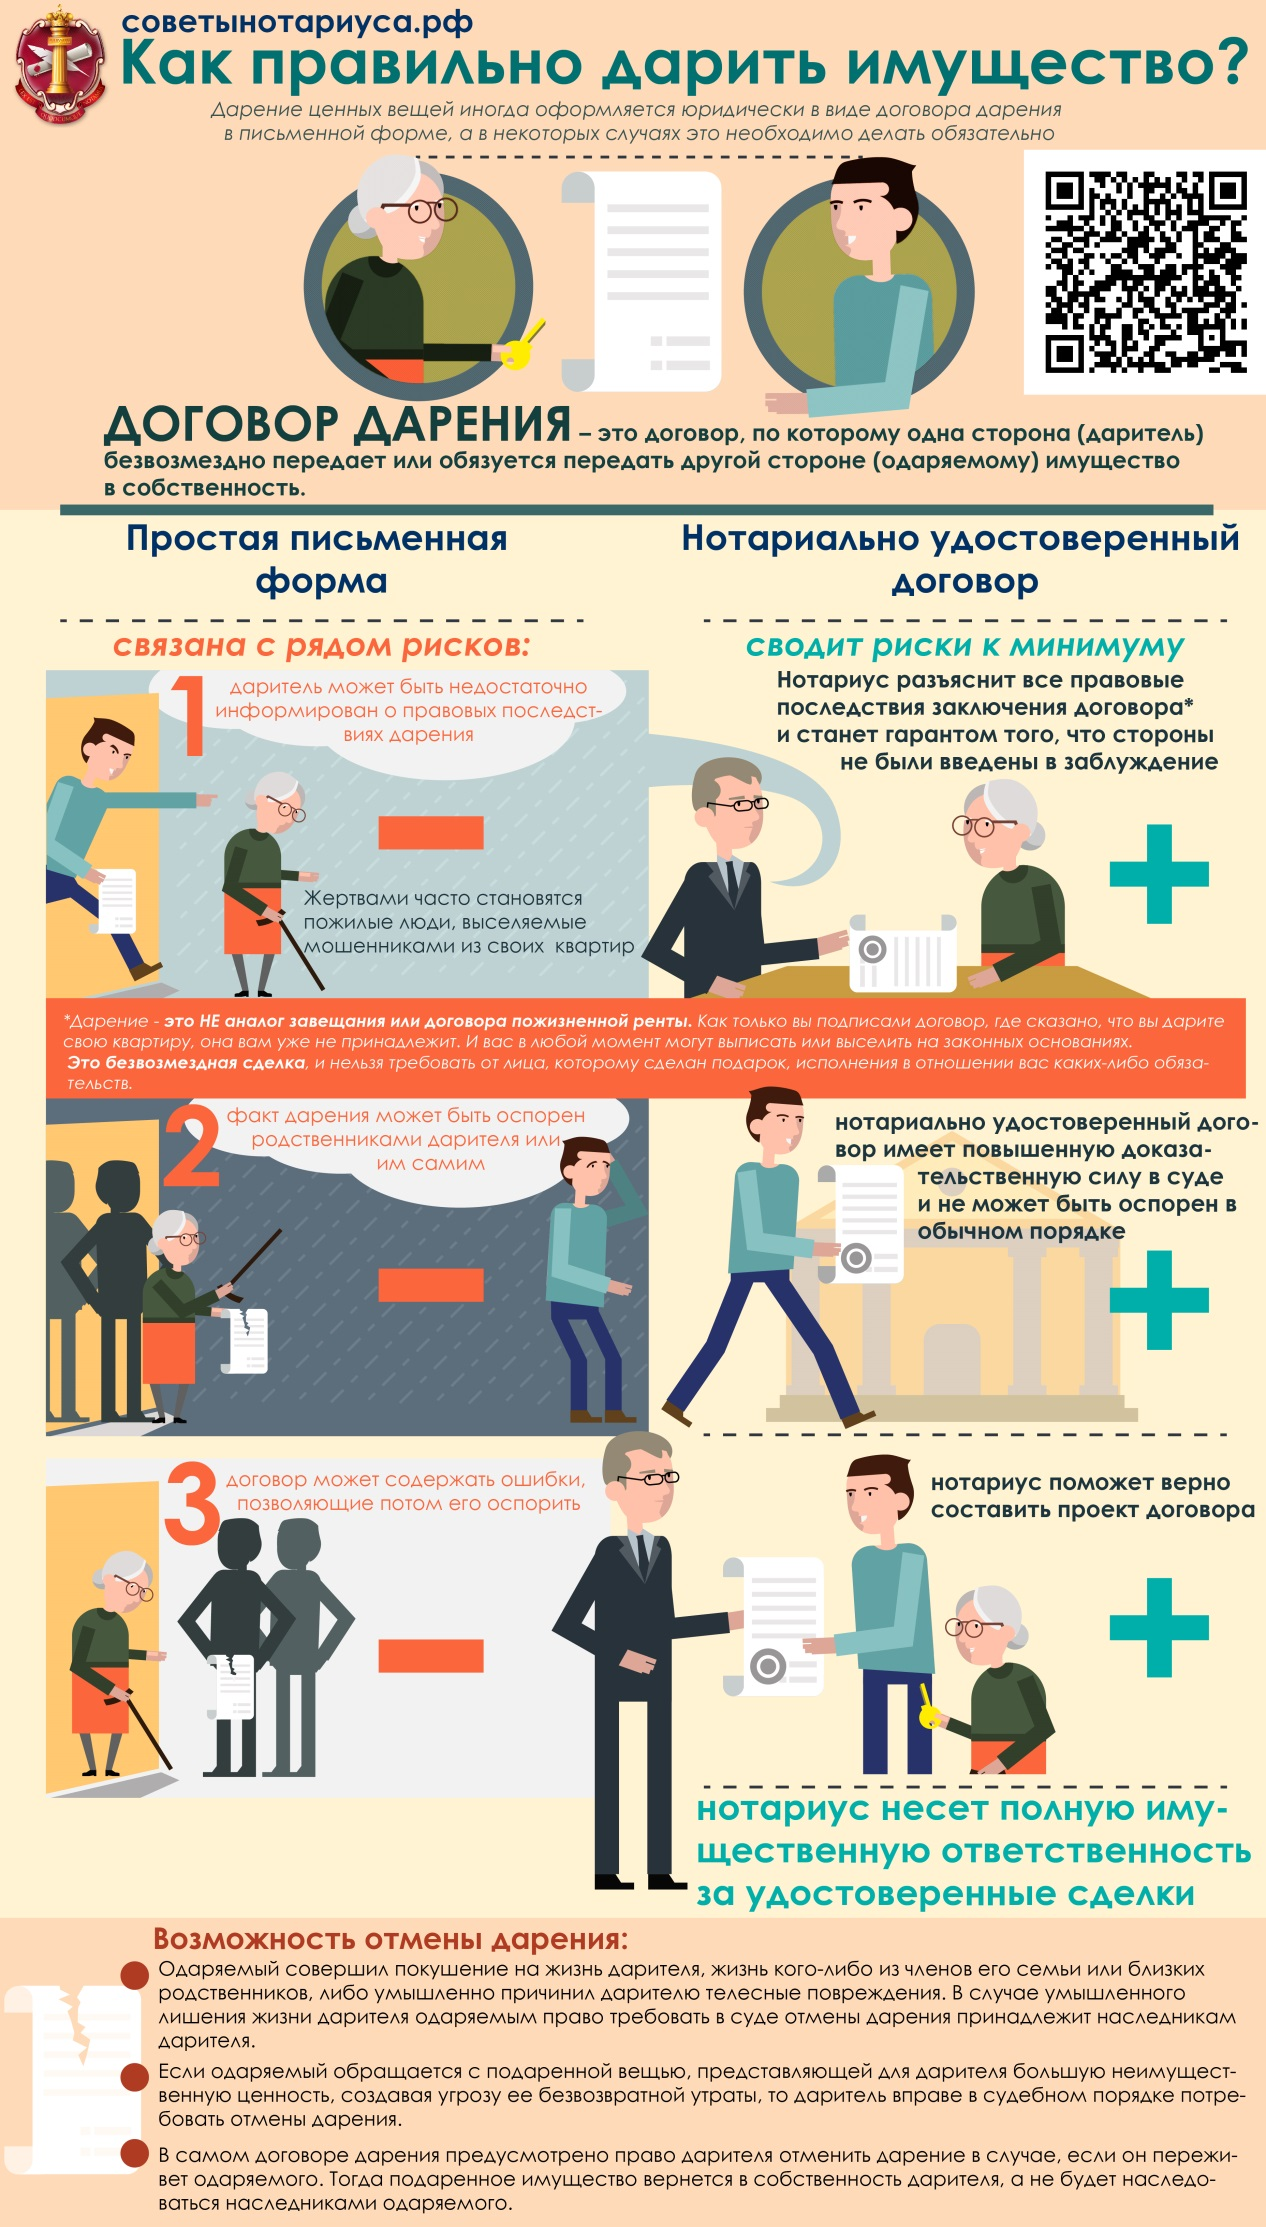 советынотариуса.рф
Как правильно дарить имущество?
Дарение ценных вещей иногда оформляется юридически в виде договора дарения
в письменной форме, а в некоторых случаях это необходимо делать обязательно
ДОГОВОР ДАРЕНИЯ – это договор, по которому одна сторона (даритель)
безвозмездно передает или обязуется передать другой стороне (одаряемому) имущество
в собственность.
Простая письменная
форма
связана с рядом рисков:
Нотариально удостоверенный
договор
сводит риски к минимуму
1
даритель может быть недостаточно
информирован о правовых последст-
виях дарения
Жертвами часто становятся
пожилые люди, выселяемые
мошенниками из своих квартир
Нотариус разъяснит все правовые
последствия заключения договора*
и станет гарантом того, что стороны
не были введены в заблуждение
*Дарение - это НЕ аналог завещания или договора пожизненной ренты. Как только вы подписали договор, где сказано, что вы дарите
свою квартиру, она вам уже не принадлежит. И вас в любой момент могут выписать или выселить на законных основаниях.
Это безвозмездная сделка, и нельзя требовать от лица, которому сделан подарок, исполнения в отношении вас каких-либо обяза-
тельств.
2
факт дарения может быть оспорен
родственниками дарителя или
им самим
нотариально удостоверенный дого-
вор имеет повышенную доказа-
тельственную силу в суде
и не может быть оспорен в
обычном порядке
3
договор может содержать ошибки,
позволяющие потом его оспорить
нотариус поможет верно
составить проект договора
нотариус несет полную иму-
щественную ответственность
за удостоверенные сделки
Возможность отмены дарения:
Одаряемый совершил покушение на жизнь дарителя, жизнь кого-либо из членов его семьи или близких
родственников, либо умышленно причинил дарителю телесные повреждения. В случае умышленного
лишения жизни дарителя одаряемым право требовать в суде отмены дарения принадлежит наследникам
дарителя.
Если одаряемый обращается с подаренной вещью, представляющей для дарителя большую неимущест-
венную ценность, создавая угрозу ее безвозвратной утраты, то даритель вправе в судебном порядке потре-
бовать отмены дарения.
В самом договоре дарения предусмотрено право дарителя отменить дарение в случае, если он пережи-
вет одаряемого. Тогда подаренное имущество вернется в собственность дарителя, а не будет наследо-
ваться наследниками одаряемого.